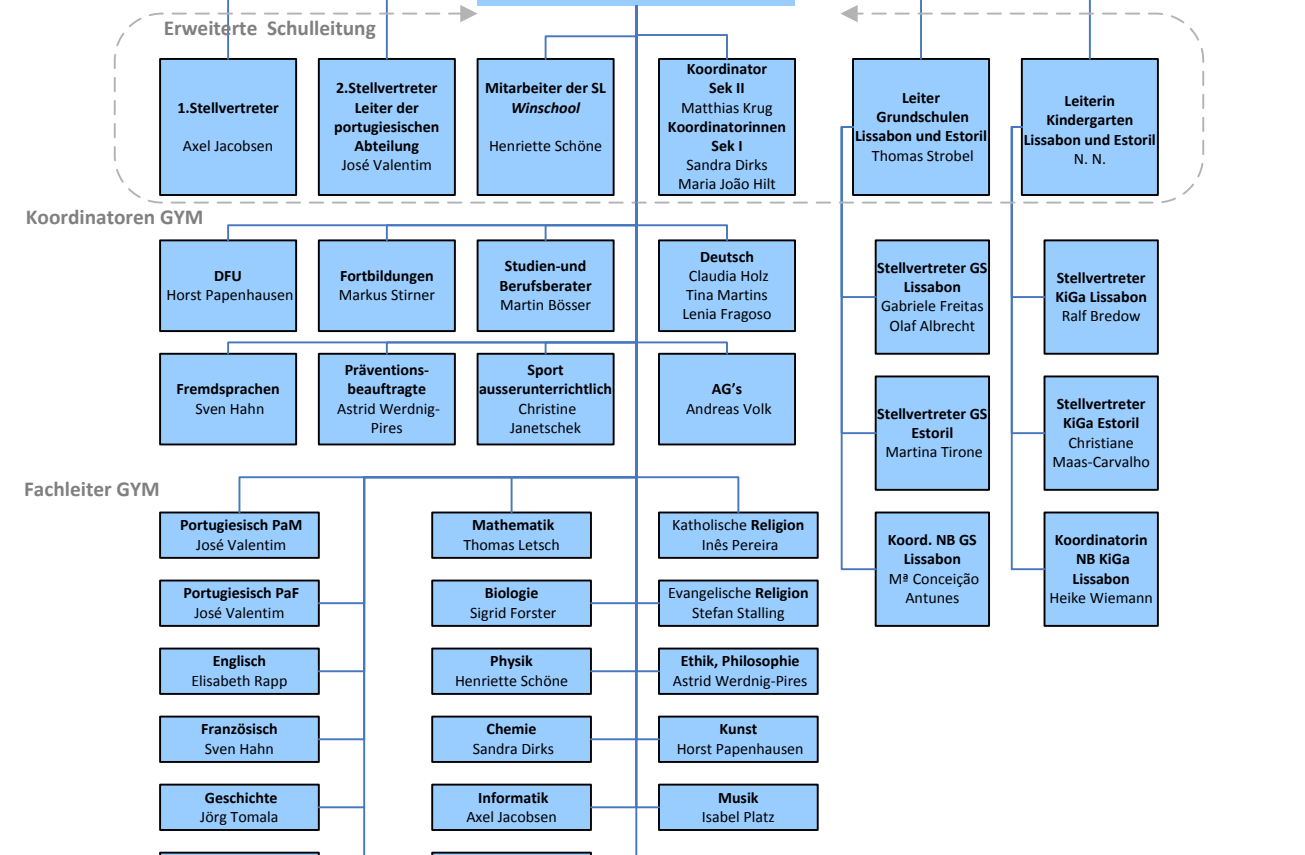 Erweiterte Schulleitung
1.Stellvertreter
Axel Jacobsen
2.Stellvertreter
Leiter der
portugiesischen
Abteilung
José Valentim
Mitarbeiter der SL
Winschool
Henriette Schöne
Koordinator
Sek II
Matthias Krug
Koordinatorinnen
Sek I
Sandra Dirks
Maria João Hilt
Leiter
Grundschulen
Lissabon und Estoril
Thomas Strobel
Leiterin
Kindergarten
Lissabon und Estoril
N. N.
Koordinatoren GYM
DFU
Horst Papenhausen
Fortbildungen
Markus Stirner
Studien-und
Berufsberater
Martin Bösser
Deutsch
Claudia Holz
Tina Martins
Lenia Fragoso
Stellvertreter GS
Lissabon
Gabriele Freitas
Olaf Albrecht
Stellvertreter
KiGa Lissabon
Ralf Bredow
Fremdsprachen
Sven Hahn
Präventions-
beauftragte
Astrid Werdnig-
Pires
Sport
ausserunterrichtlich
Christine
Janetschek
AG's
Andreas Volk
Stellvertreter GS
Estoril
Martina Tirone
Stellvertreter
KiGa Estoril
Christiane
Maas-Carvalho
Fachleiter GYM
Portugiesisch PaM
José Valentim
Mathematik
Thomas Letsch
Katholische Religion
Inês Pereira
Koord. NB GS
Lissabon
Mª Conceição
Antunes
Koordinatorin
NB KiGa
Lissabon
Heike Wiemann
Portugiesisch PaF
José Valentim
Biologie
Sigrid Forster
Evangelische Religion
Stefan Stalling
Englisch
Elisabeth Rapp
Physik
Henriette Schöne
Ethik, Philosophie
Astrid Werdnig-Pires
Französisch
Sven Hahn
Chemie
Sandra Dirks
Kunst
Horst Papenhausen
Geschichte
Jörg Tomala
Informatik
Axel Jacobsen
Musik
Isabel Platz